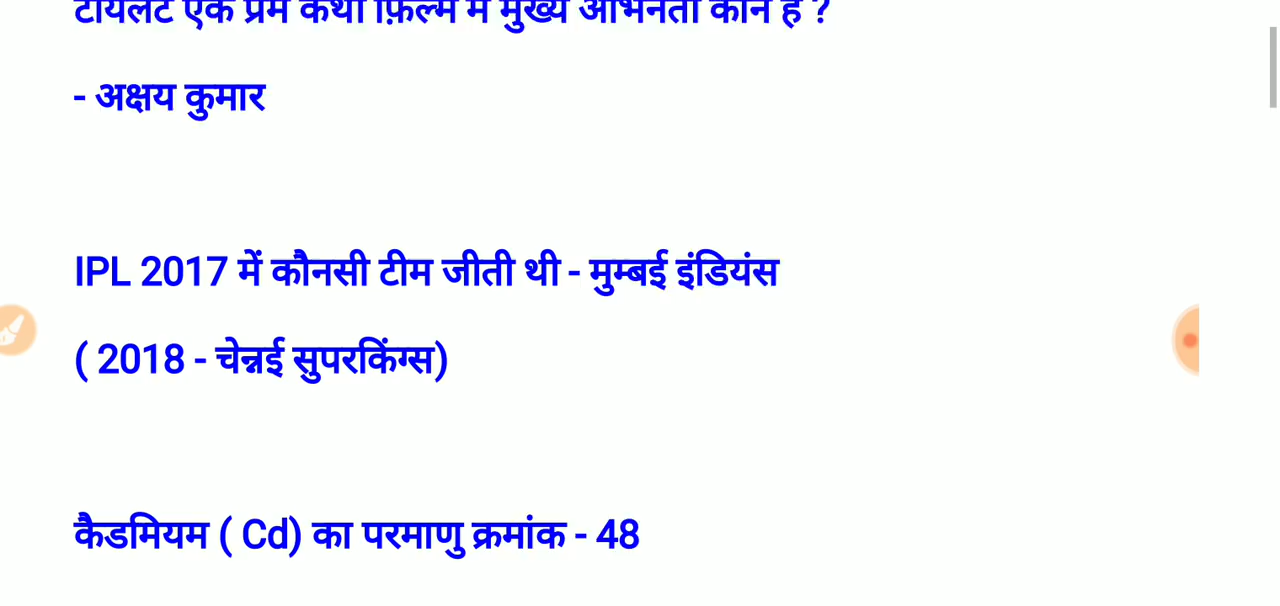 टॉयलेट एक प्रेम कथा फ़िल्म में मुख्य अभिनेता कौन है ?
- अक्षय कुमार
IPL 2017 में कौनसी टीम जीती थी - मुम्बई इंडियंस
( 2018 - चेन्नई सुपरकिंग्स)
कैडमियम ( Cd) का परमाणु क्रमांक - 48